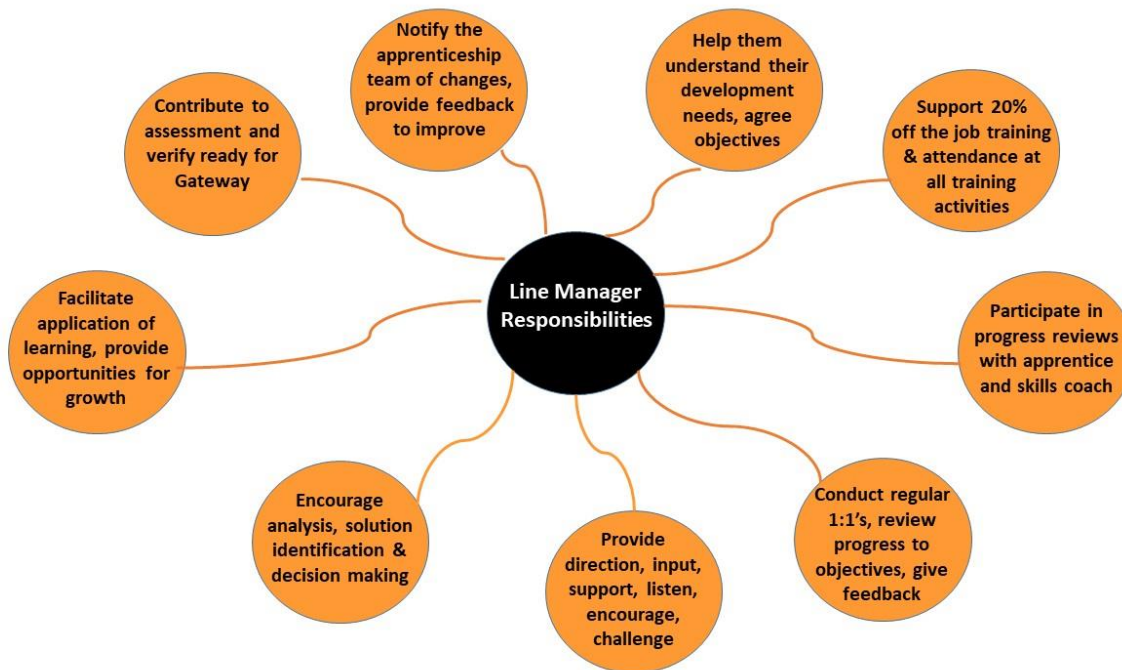 Line Manager
Responsibilities
Notify the
apprenticeship
team of changes,
provide feedback
to improve
Help them
understand their
development
needs, agree
objectives
Support 20%
off the job training
& attendance at
all training
activities
Participate in
progress reviews
with apprentice
and skills coach
Conduct regular
1:1’s, review
progress to
objectives, give
feedback
Provide
direction, input,
support, listen,
encourage,
challenge
Encourage
analysis, solution
identification &
decision making
Facilitate
application of
learning, provide
opportunities for
growth
Contribute to
assessment and
verify ready for
Gateway